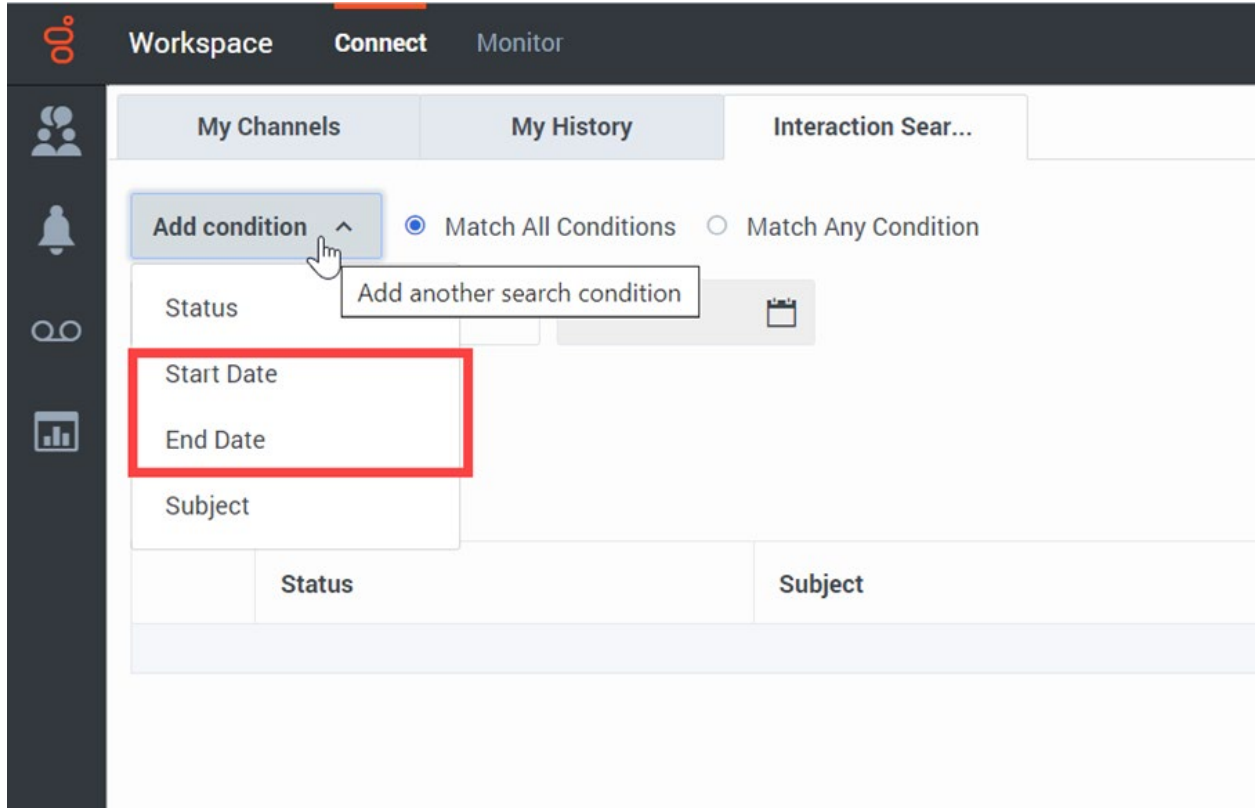 Workspace Connect Monitor
My Channels My History Interaction Sear...
Add condition Match All Conditions Match Any Condition
Add another search condition
Status
Start Date
End Date
Subject
Status Subject